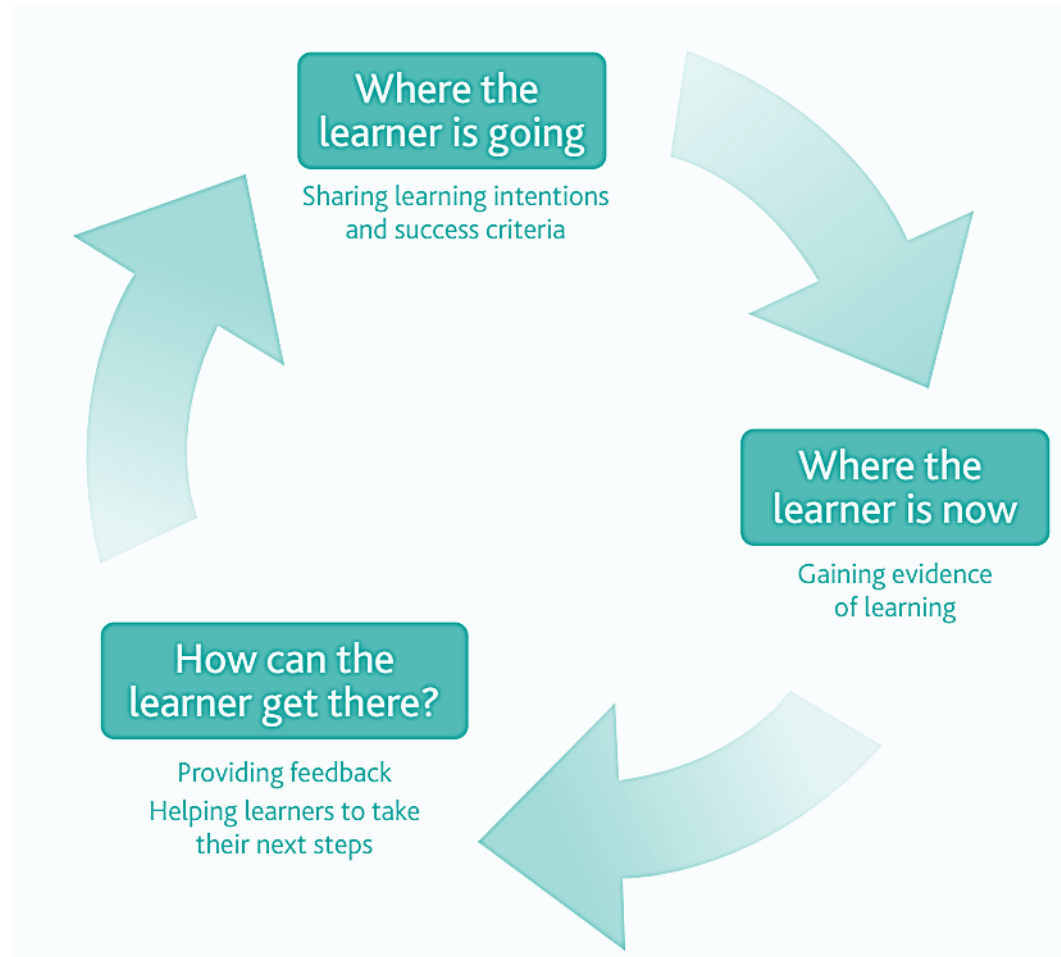 Where the
learner is going
Sharing learning intentions
and success criteria
Where the
learner is now
Gaining evidence
of learning
How can the
learner get there?
Providing feedback
Helping learners to take
their next steps